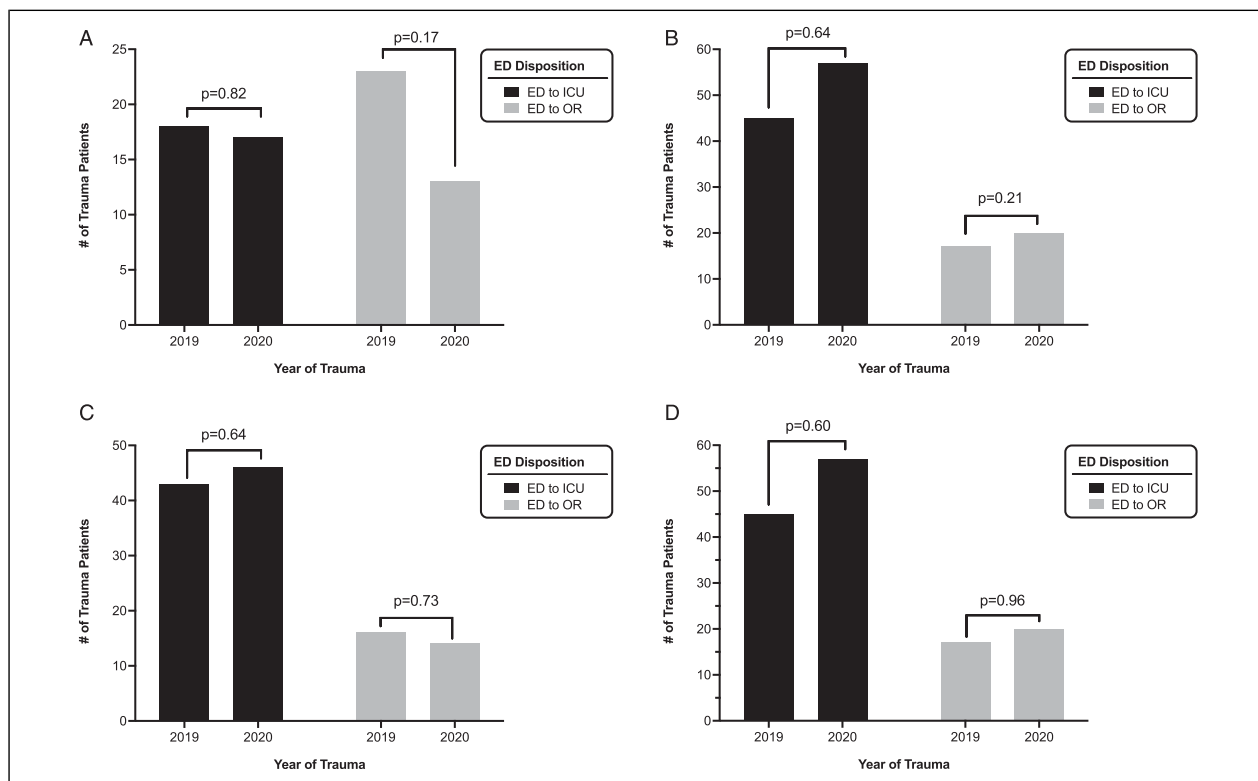 A
p=0.17
p=0.82
ED Disposition
ED to ICU
ED to OR
# of Trauma Patients
25
20
15
10
5
0
2019
2020
2019
2020
Year of Trauma
B
p=0.64
p=0.21
ED Disposition
ED to ICU
ED to OR
# of Trauma Patients
60
50
40
30
20
10
0
2019
2020
2019
2020
Year of Trauma
C
p=0.64
p=0.73
ED Disposition
ED to ICU
ED to OR
# of Trauma Patients
50
40
30
20
10
0
2019
2020
2019
2020
Year of Trauma
D
p=0.60
p=0.96
ED Disposition
ED to ICU
ED to OR
# of Trauma Patients
60
50
40
30
20
10
0
2019
2020
2019
2020
Year of Trauma